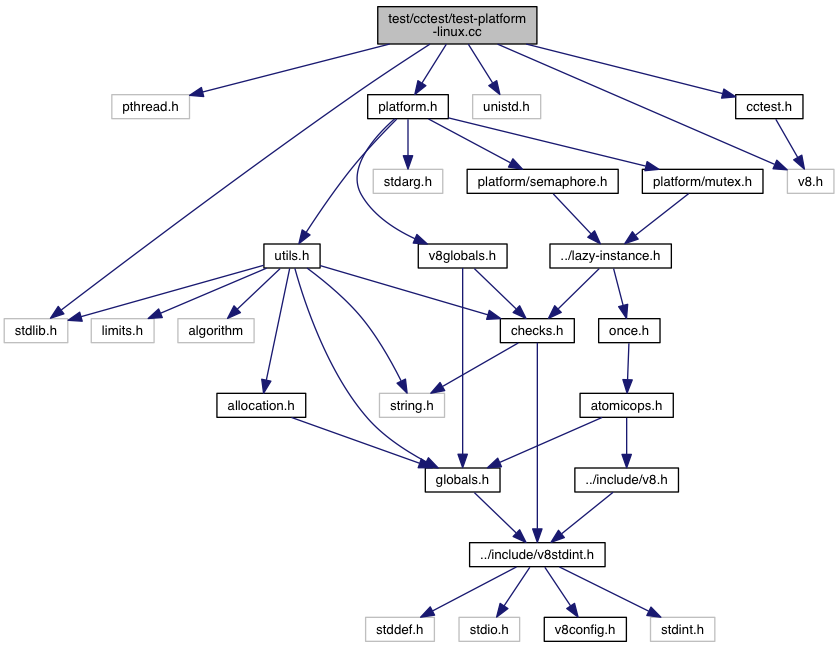 test/cctest/test-platform
-linux.cc
pthread.h
platform.h
unistd.h
cctest.h
stdarg.h
platform/semaphore.h
platform/mutex.h
v8.h
utils.h
v8globals.h
../lazy-instance.h
stdlib.h
limits.h
algorithm
checks.h
once.h
allocation.h
string.h
atomicops.h
globals.h
../include/v8.h
../include/v8stdint.h
stddef.h
stdio.h
v8config.h
stdint.h